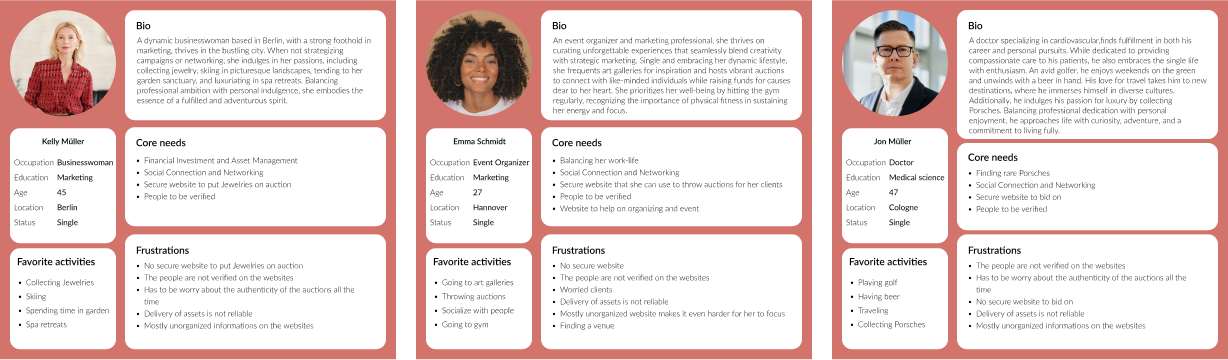 Bio
A dynamic businesswoman based in Berlin, with a strong foothold in
marketing, thrives in the bustling city. When not strategizing
campaigns or networking, she indulges in her passions, including
collecting jewelry, skiing in picturesque landscapes, tending to her
garden sanctuary, and luxuriating in spa retreats. Balancing
professional ambition with personal indulgence, she embodies the
essence of a fulfilled and adventurous spirit.
Kelly Müller
Occupation Businesswoman
Education Marketing
Age 45
Location Berlin
Status Single
Core needs
• Financial Investment and Asset Management
• Social Connection and Networking
• Secure website to put Jewelries on auction
• People to be verified
Favorite activities
• Collecting Jewelries
• Skiing
• Spending time in garden
• Spa retreats
Frustrations
• No secure website to put Jewelries on auction
• The people are not verified on the websites
• Has to be worry about the authenticity of the auctions all the
time
• Delivery of assets is not reliable
• Mostly unorganized informations on the websites
Bio
An event organizer and marketing professional, she thrives on
curating unforgettable experiences that seamlessly blend creativity
with strategic marketing. Single and embracing her dynamic lifestyle,
she frequents art galleries for inspiration and hosts vibrant auctions
to connect with like-minded individuals while raising funds for causes
dear to her heart. She prioritizes her well-being by hitting the gym
regularly, recognizing the importance of physical fitness in sustaining
her energy and focus.
Emma Schmidt
Occupation Event Organizer
Education Marketing
Age 27
Location Hannover
Status Single
Core needs
• Balancing her work-life
• Social Connection and Networking
• Secure website that she can use to throw auctions for her clients
• People to be verified
• Website to help on organizing and event
Favorite activities
• Going to art galleries
• Throwing auctions
• Socialize with people
• Going to gym
Frustrations
• No secure website
• The people are not verified on the websites
• Worried clients
• Delivery of assets is not reliable
• Mostly unorganized website makes it even harder for her to focus
• Finding a venue
Bio
A doctor specializing in cardiovascular,finds fulfillment in both his
career and personal pursuits. While dedicated to providing
compassionate care to his patients, he also embraces the single life
with enthusiasm. An avid golfer, he enjoys weekends on the green
and unwinds with a beer in hand. His love for travel takes him to new
destinations, where he immerses himself in diverse cultures.
Additionally, he indulges his passion for luxury by collecting
Porsches. Balancing professional dedication with personal
enjoyment, he approaches life with curiosity, adventure, and a
commitment to living fully.
Jon Müller
Occupation Doctor
Education Medical science
Age 47
Location Cologne
Status Single
Core needs
• Finding rare Porsches
• Social Connection and Networking
• Secure website to bid on
• People to be verified
Favorite activities
• Playing golf
• Having beer
• Traveling
• Collecting Porsches
Frustrations
• The people are not verified on the websites
• Has to be worry about the authenticity of the auctions all the
time
• No secure website to bid on
• Delivery of assets is not reliable
• Mostly unorganized informations on the websites